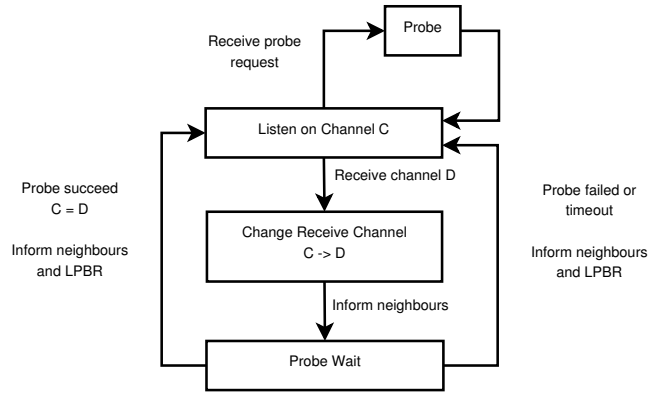 Probe
Receive probe
request
Listen on Channel C
Receive channel D
Probe succeed
C = D
Inform neighbours
and LPBR
Change Receive Channel
C -> D
Probe failed or
timeout
Inform neighbours
and LPBR
Inform neighbours
Probe Wait